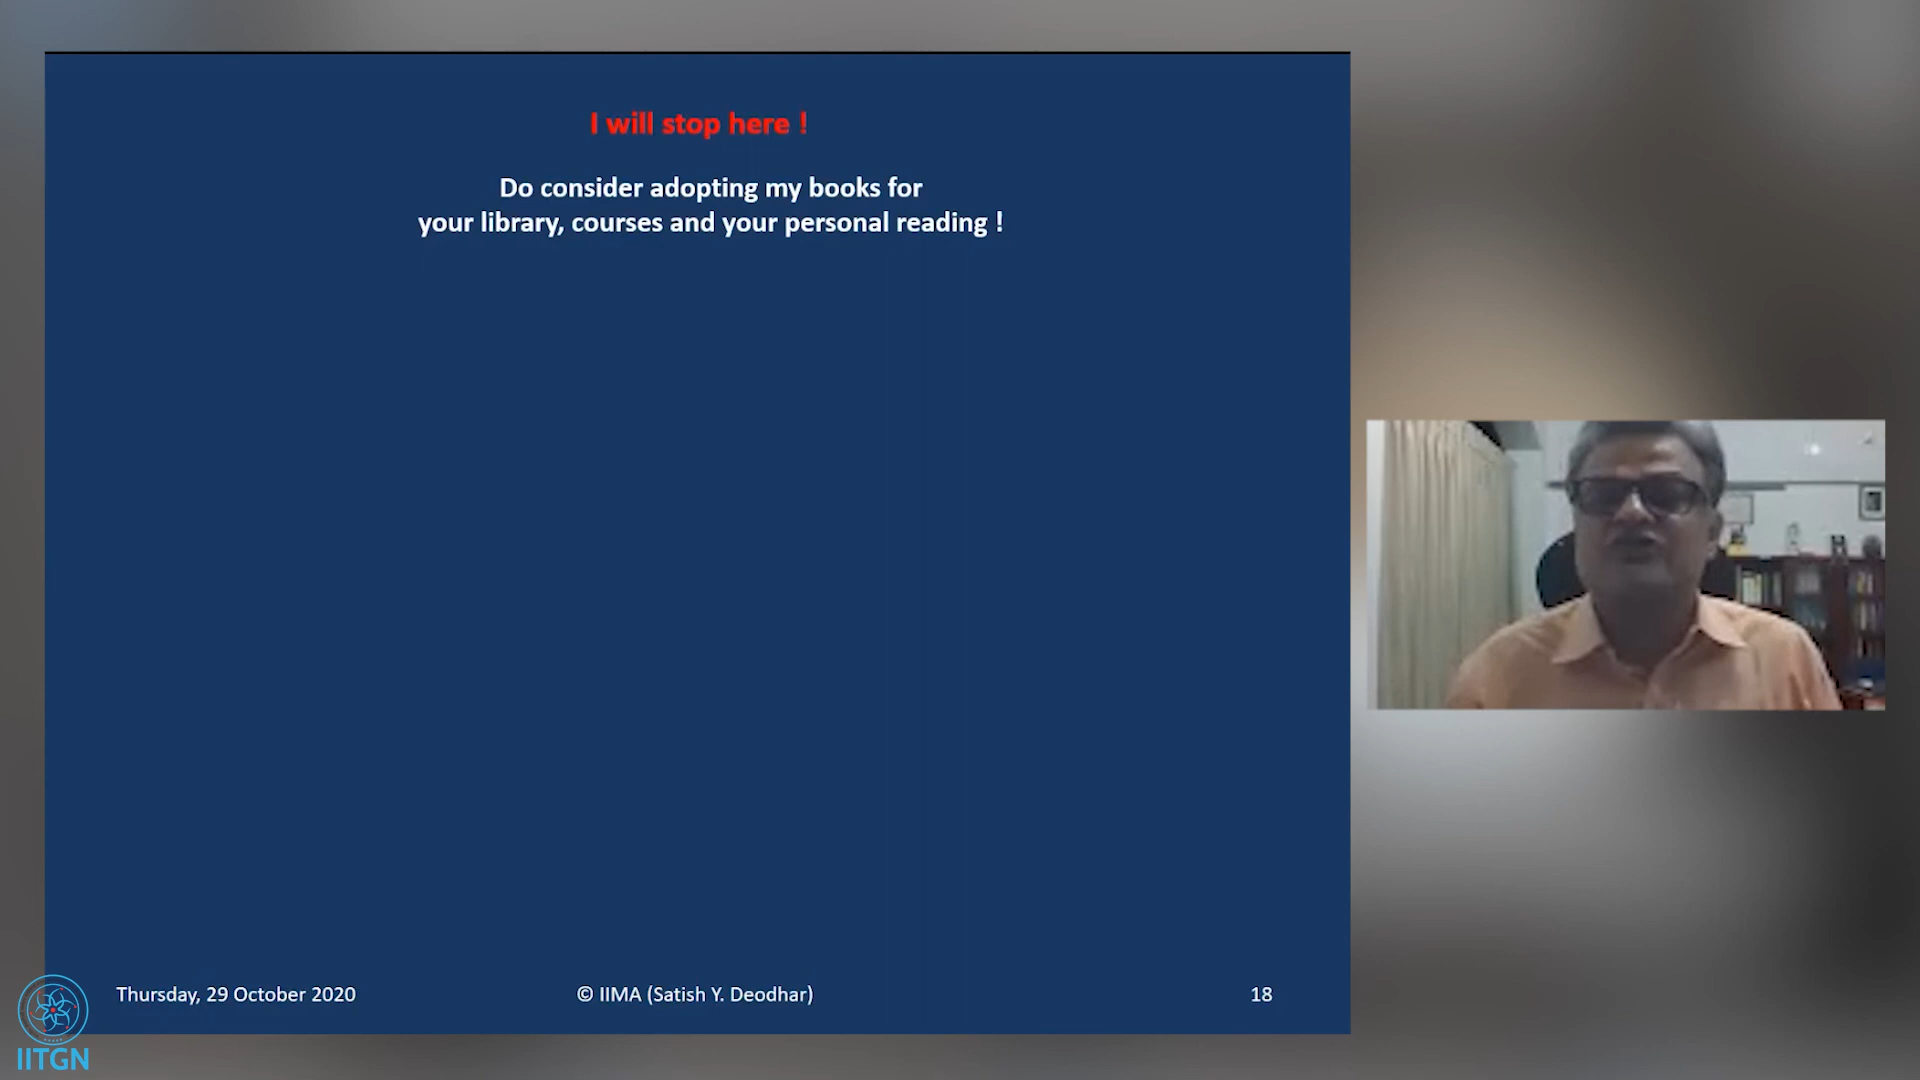 I will stop here !
Do consider adopting my books for
your library, courses and your personal reading !
Thursday, 29 October 2020
© IIMA (Satish Y. Deodhar)
18
IITGN